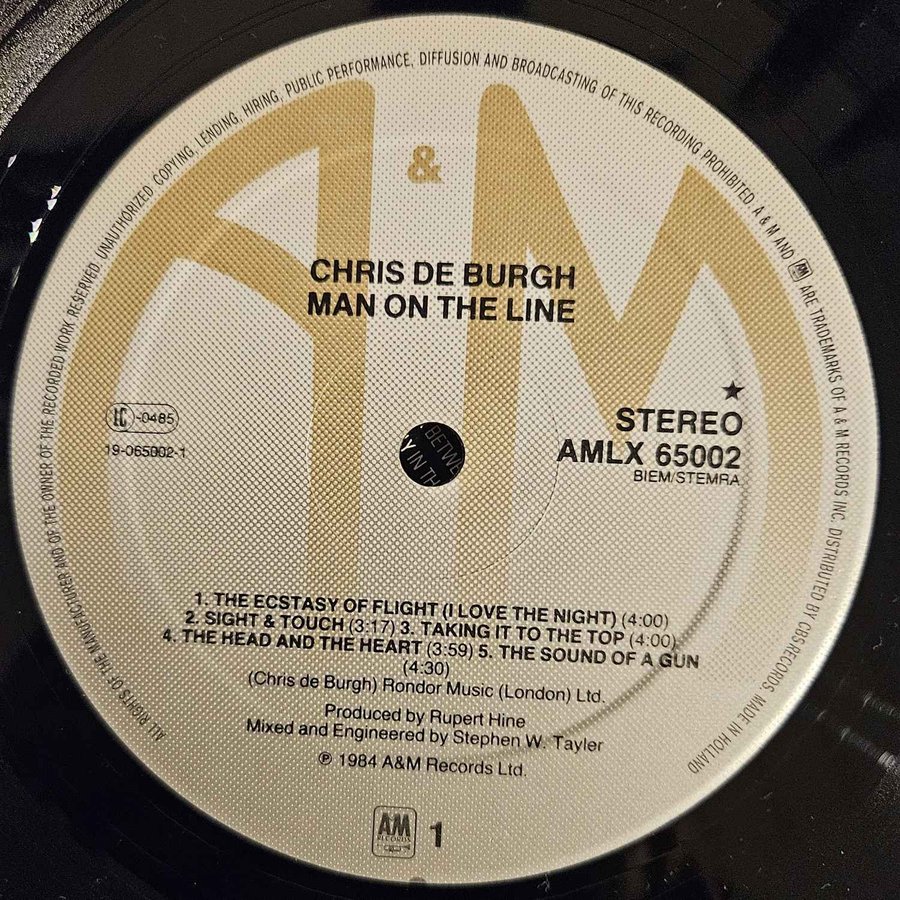 ALL RIGHTS OF THE MANUFACTURER AND OF THE OWNER OF THE RECORDED WORK RESERVED. UNAUTHORIZED COPYING, LENDING, HIRING, PUBLIC PERFORMANCE, DIFFUSION AND BROADCASTING OF THIS RECORDING PROHIBITED. A & M AND AM ARE TRADEMARKS OF A & M RECORDS INC. DISTRIBUTED BY CBS-RECORDS. MADE IN HOLLAND
A & M
CHRIS DE BURGH
MAN ON THE LINE
LC -0485
19-065002-1
★
STEREO
AMLX 65002
BIEM/STEMRA
BETWE
Y IN TH
1. THE ECSTASY OF FLIGHT (I LOVE THE NIGHT) (4:00)
2. SIGHT & TOUCH (3:17) 3. TAKING IT TO THE TOP (4:00)
4. THE HEAD AND THE HEART (3:59) 5. THE SOUND OF A GUN
(4:30)
(Chris de Burgh) Rondor Music (London) Ltd.
Produced by Rupert Hine
Mixed and Engineered by Stephen W. Tayler
℗ 1984 A&M Records Ltd.
AM
RECORDS
1